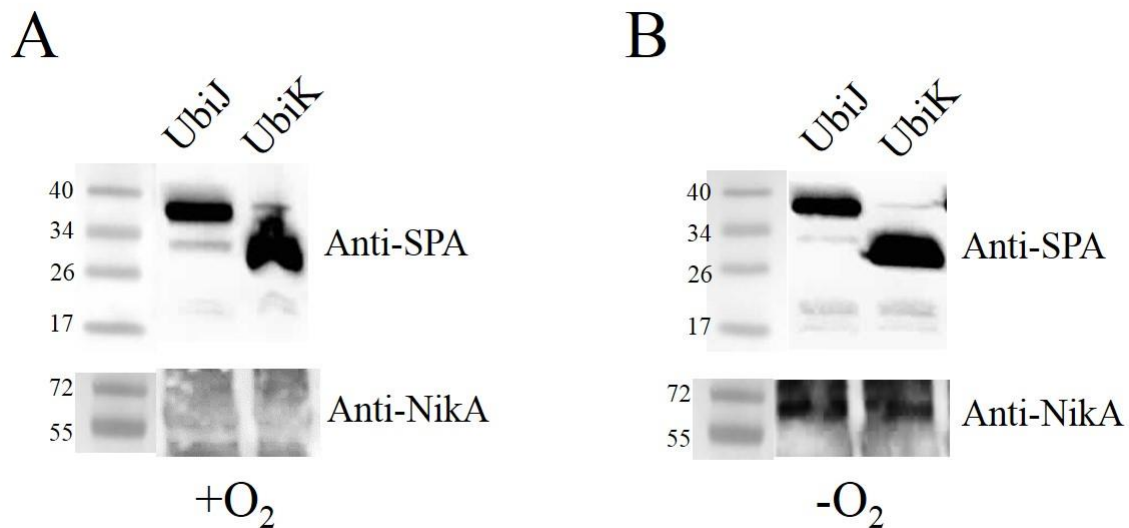 A
UbiJ UbiK
40
34
26
17
Anti-SPA
72
55
Anti-NikA
+O₂
B
UbiJ UbiK
40
34
26
17
Anti-SPA
72
55
Anti-NikA
-O₂